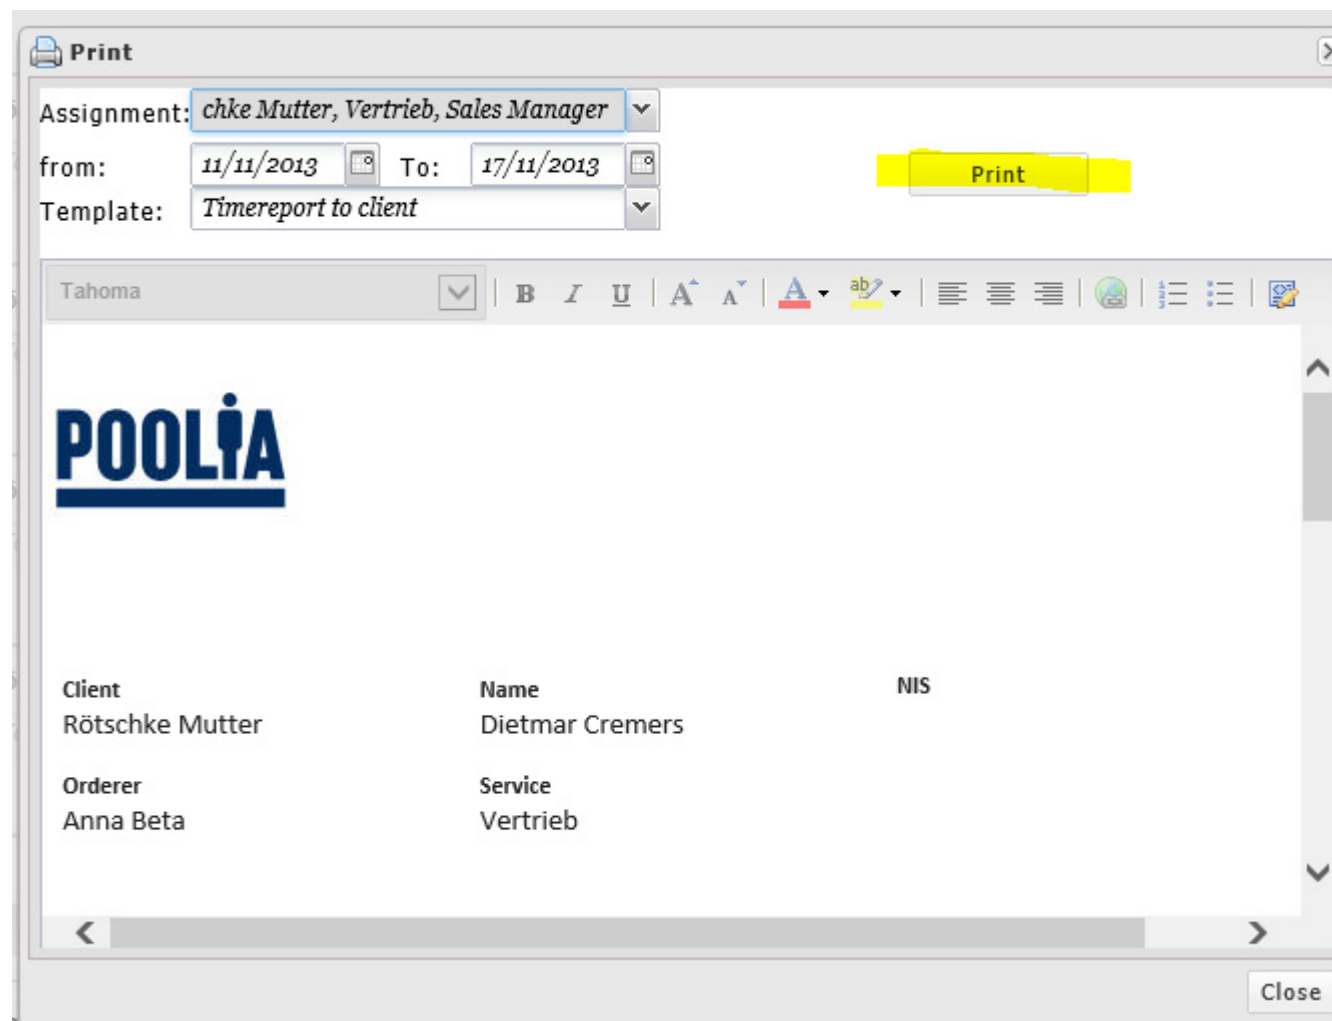 Print
Assignment: chke Mutter, Vertrieb, Sales Manager
from: 11/11/2013 To: 17/11/2013
Print
Template: Timereport to client
Tahoma
B I U A A A ab
POOLIA
Client Name NIS
Rötschke Mutter Dietmar Cremers
Orderer Service
Anna Beta Vertrieb
Close